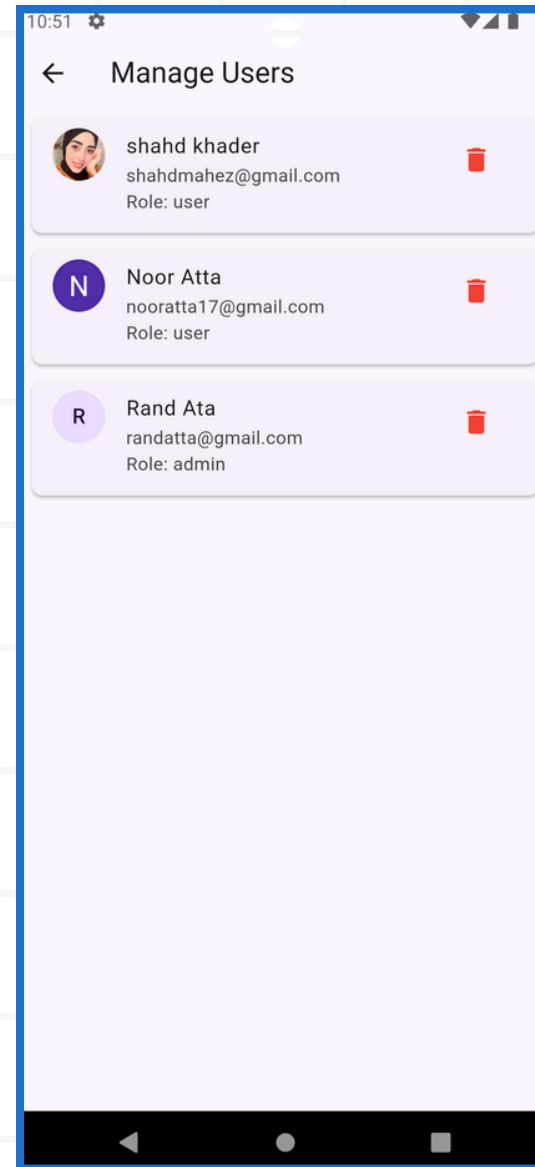 10:51
Manage Users
shahd khader
shahdmahez@gmail.com
Role: user
N
Noor Atta
nooratta17@gmail.com
Role: user
R
Rand Ata
randatta@gmail.com
Role: admin